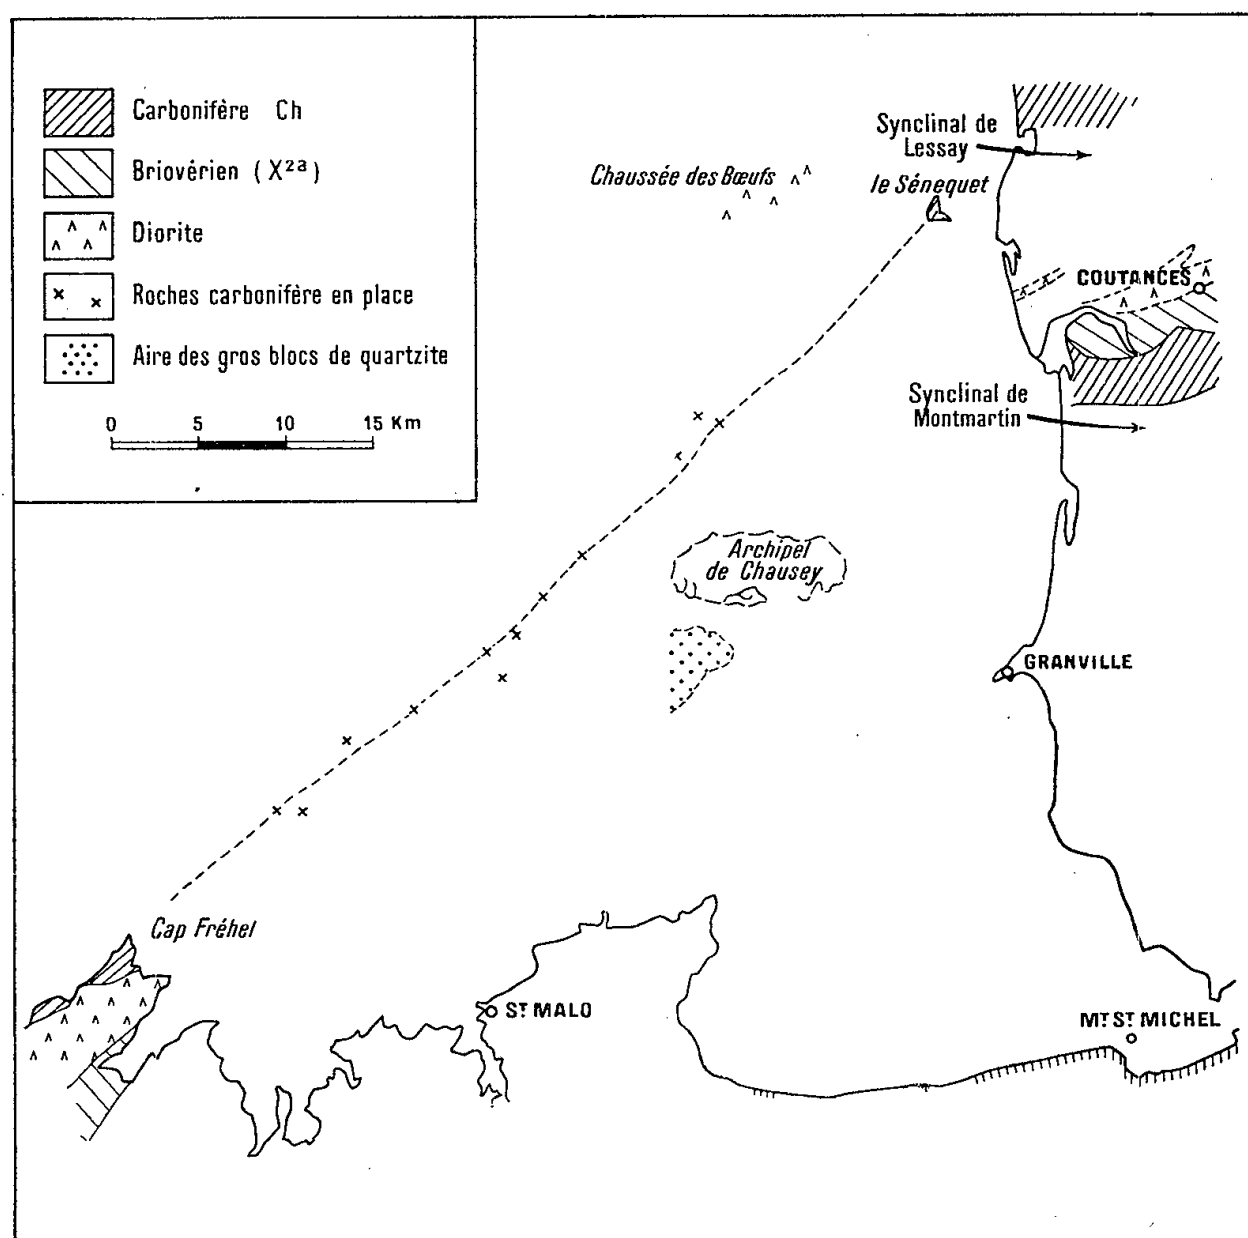 Carbonifère Ch
Briovérien (X²ᵃ)
Diorite
Roches carbonifère en place
Aire des gros blocs de quartzite
0 5 10 15 Km
Synclinal de
Lessay
Chaussée des Bœufs
le Sénequet
COUTANCES
Synclinal de
Montmartin
Archipel
de Chausey
GRANVILLE
Cap Fréhel
Sᵀ MALO
Mᵀ Sᵀ MICHEL